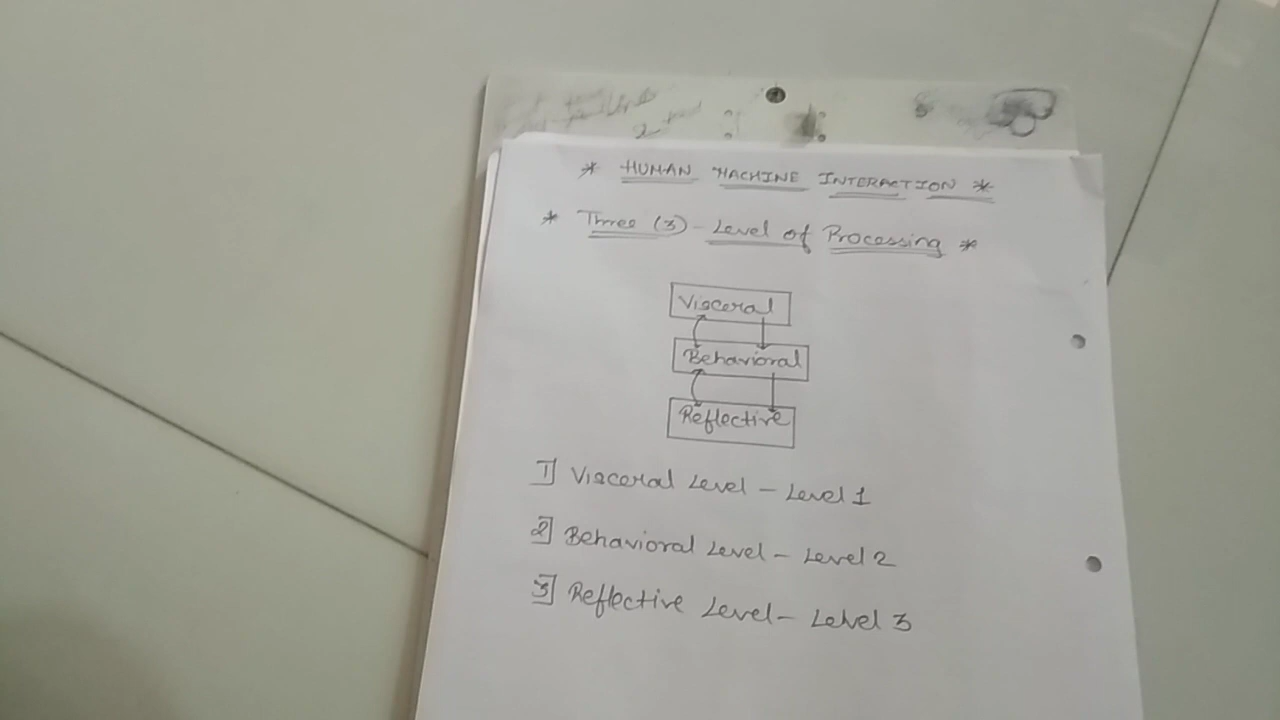 * HUMAN MACHINE INTERACTION *
* Three (3) - Level of Processing *
Visceral
Behavioral
Reflective
1] Visceral Level - Level 1
2] Behavioral Level - Level 2
3] Reflective Level - Level 3